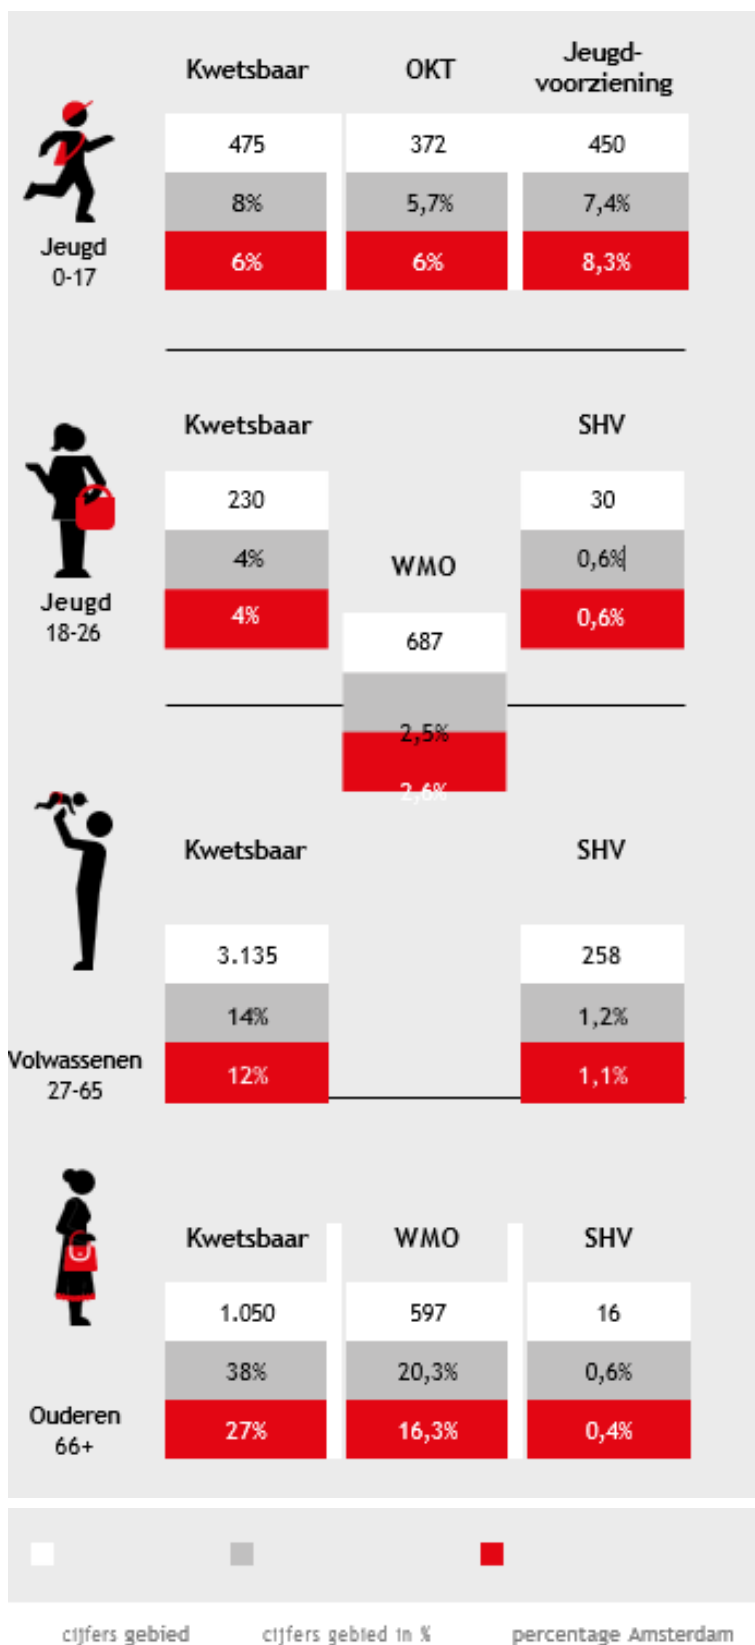 Kwetsbaar OKT Jeugd-
voorziening
475 372 450
8% 5,7% 7,4%
6% 6% 8,3%
Jeugd
0-17
Kwetsbaar SHV
230 30
4% 0,6%
4% 0,6%
Jeugd
18-26
WMO
687
2,5%
2,6%
Kwetsbaar SHV
3.135 258
14% 1,2%
12% 1,1%
Volwassenen
27-65
Kwetsbaar WMO SHV
1.050 597 16
38% 20,3% 0,6%
27% 16,3% 0,4%
Ouderen
66+
cijfers gebied cijfers gebied in % percentage Amsterdam